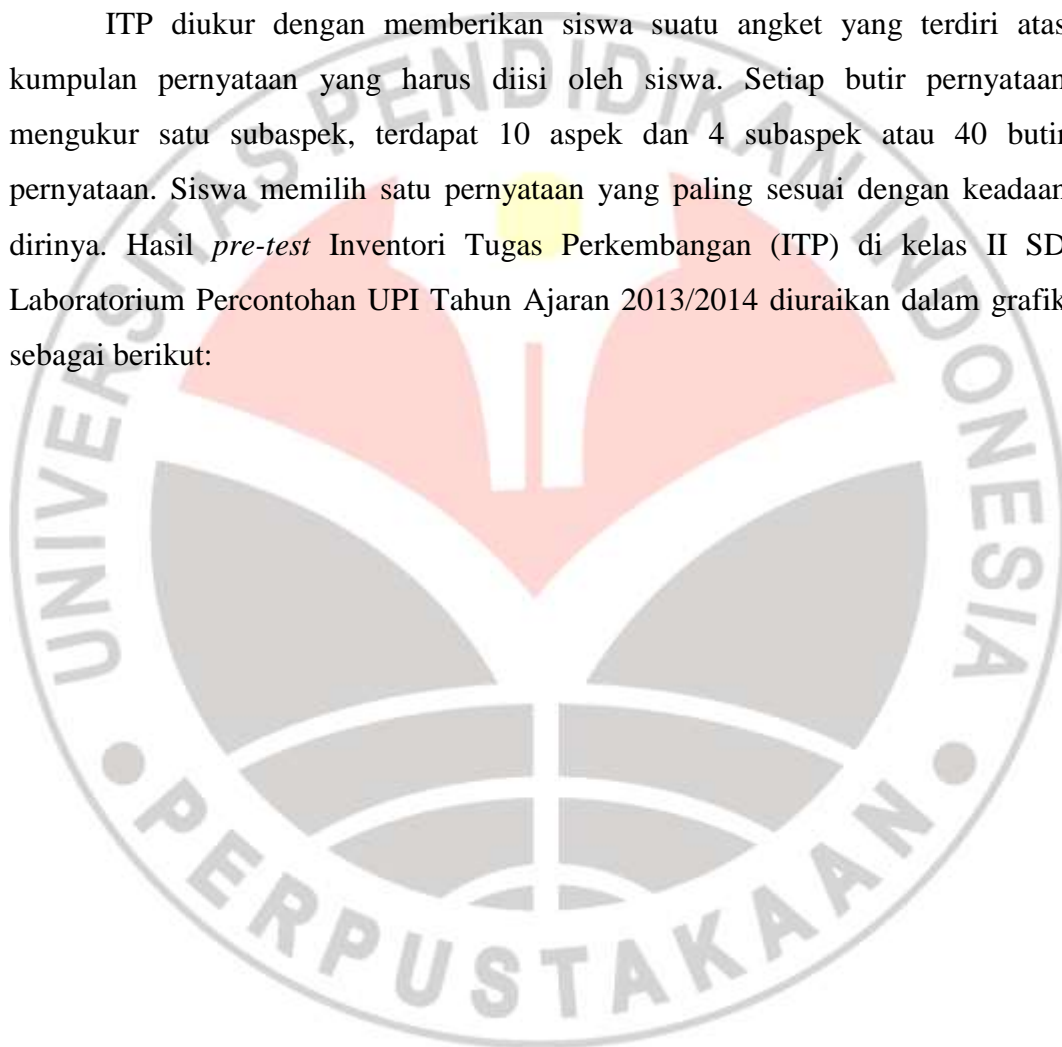 ITP diukur dengan memberikan siswa suatu angket yang terdiri atas
kumpulan pernyataan yang harus diisi oleh siswa. Setiap butir pernyataan
mengukur satu subaspek, terdapat 10 aspek dan 4 subaspek atau 40 butir
pernyataan. Siswa memilih satu pernyataan yang paling sesuai dengan keadaan
dirinya. Hasil pre-test Inventori Tugas Perkembangan (ITP) di kelas II SD
Laboratorium Percontohan UPI Tahun Ajaran 2013/2014 diuraikan dalam grafik
sebagai berikut:
UNIVERSITAS PENDIDIKAN INDONESIA
PERPUSTAKAAN